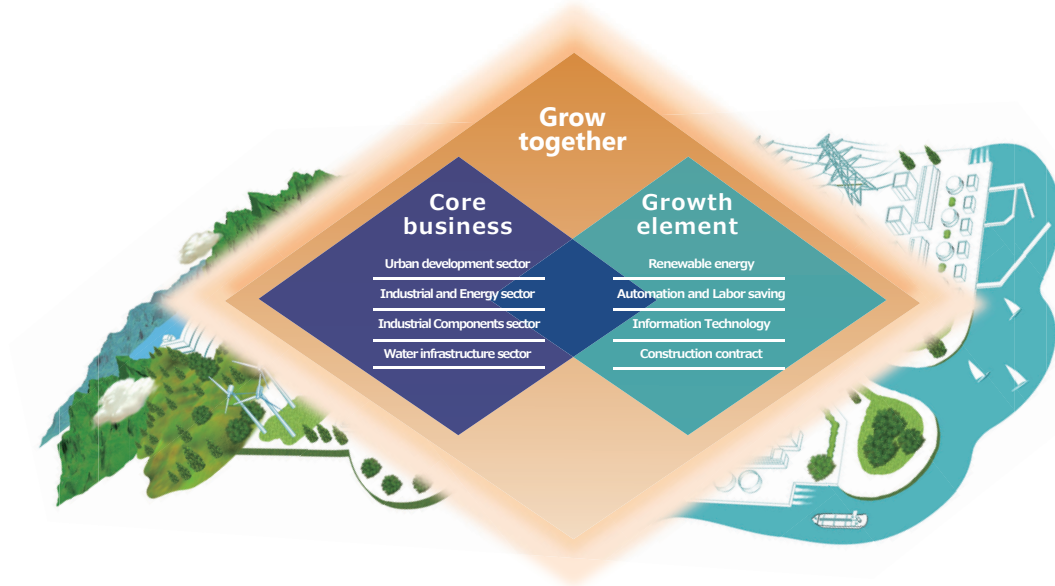 Grow
together
Core
business
Urban development sector
Industrial and Energy sector
Industrial Components sector
Water infrastructure sector
Growth
element
Renewable energy
Automation and Labor saving
Information Technology
Construction contract